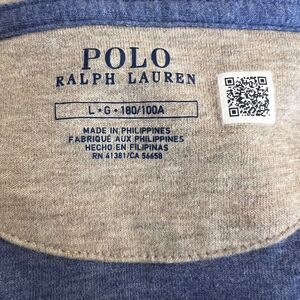 POLO
RALPH LAUREN
L • G • 180/100A
MADE IN PHILIPPINES
FABRIQUÉ AUX PHILIPPINES
HECHO EN FILIPINAS
RN 41381/CA 56658